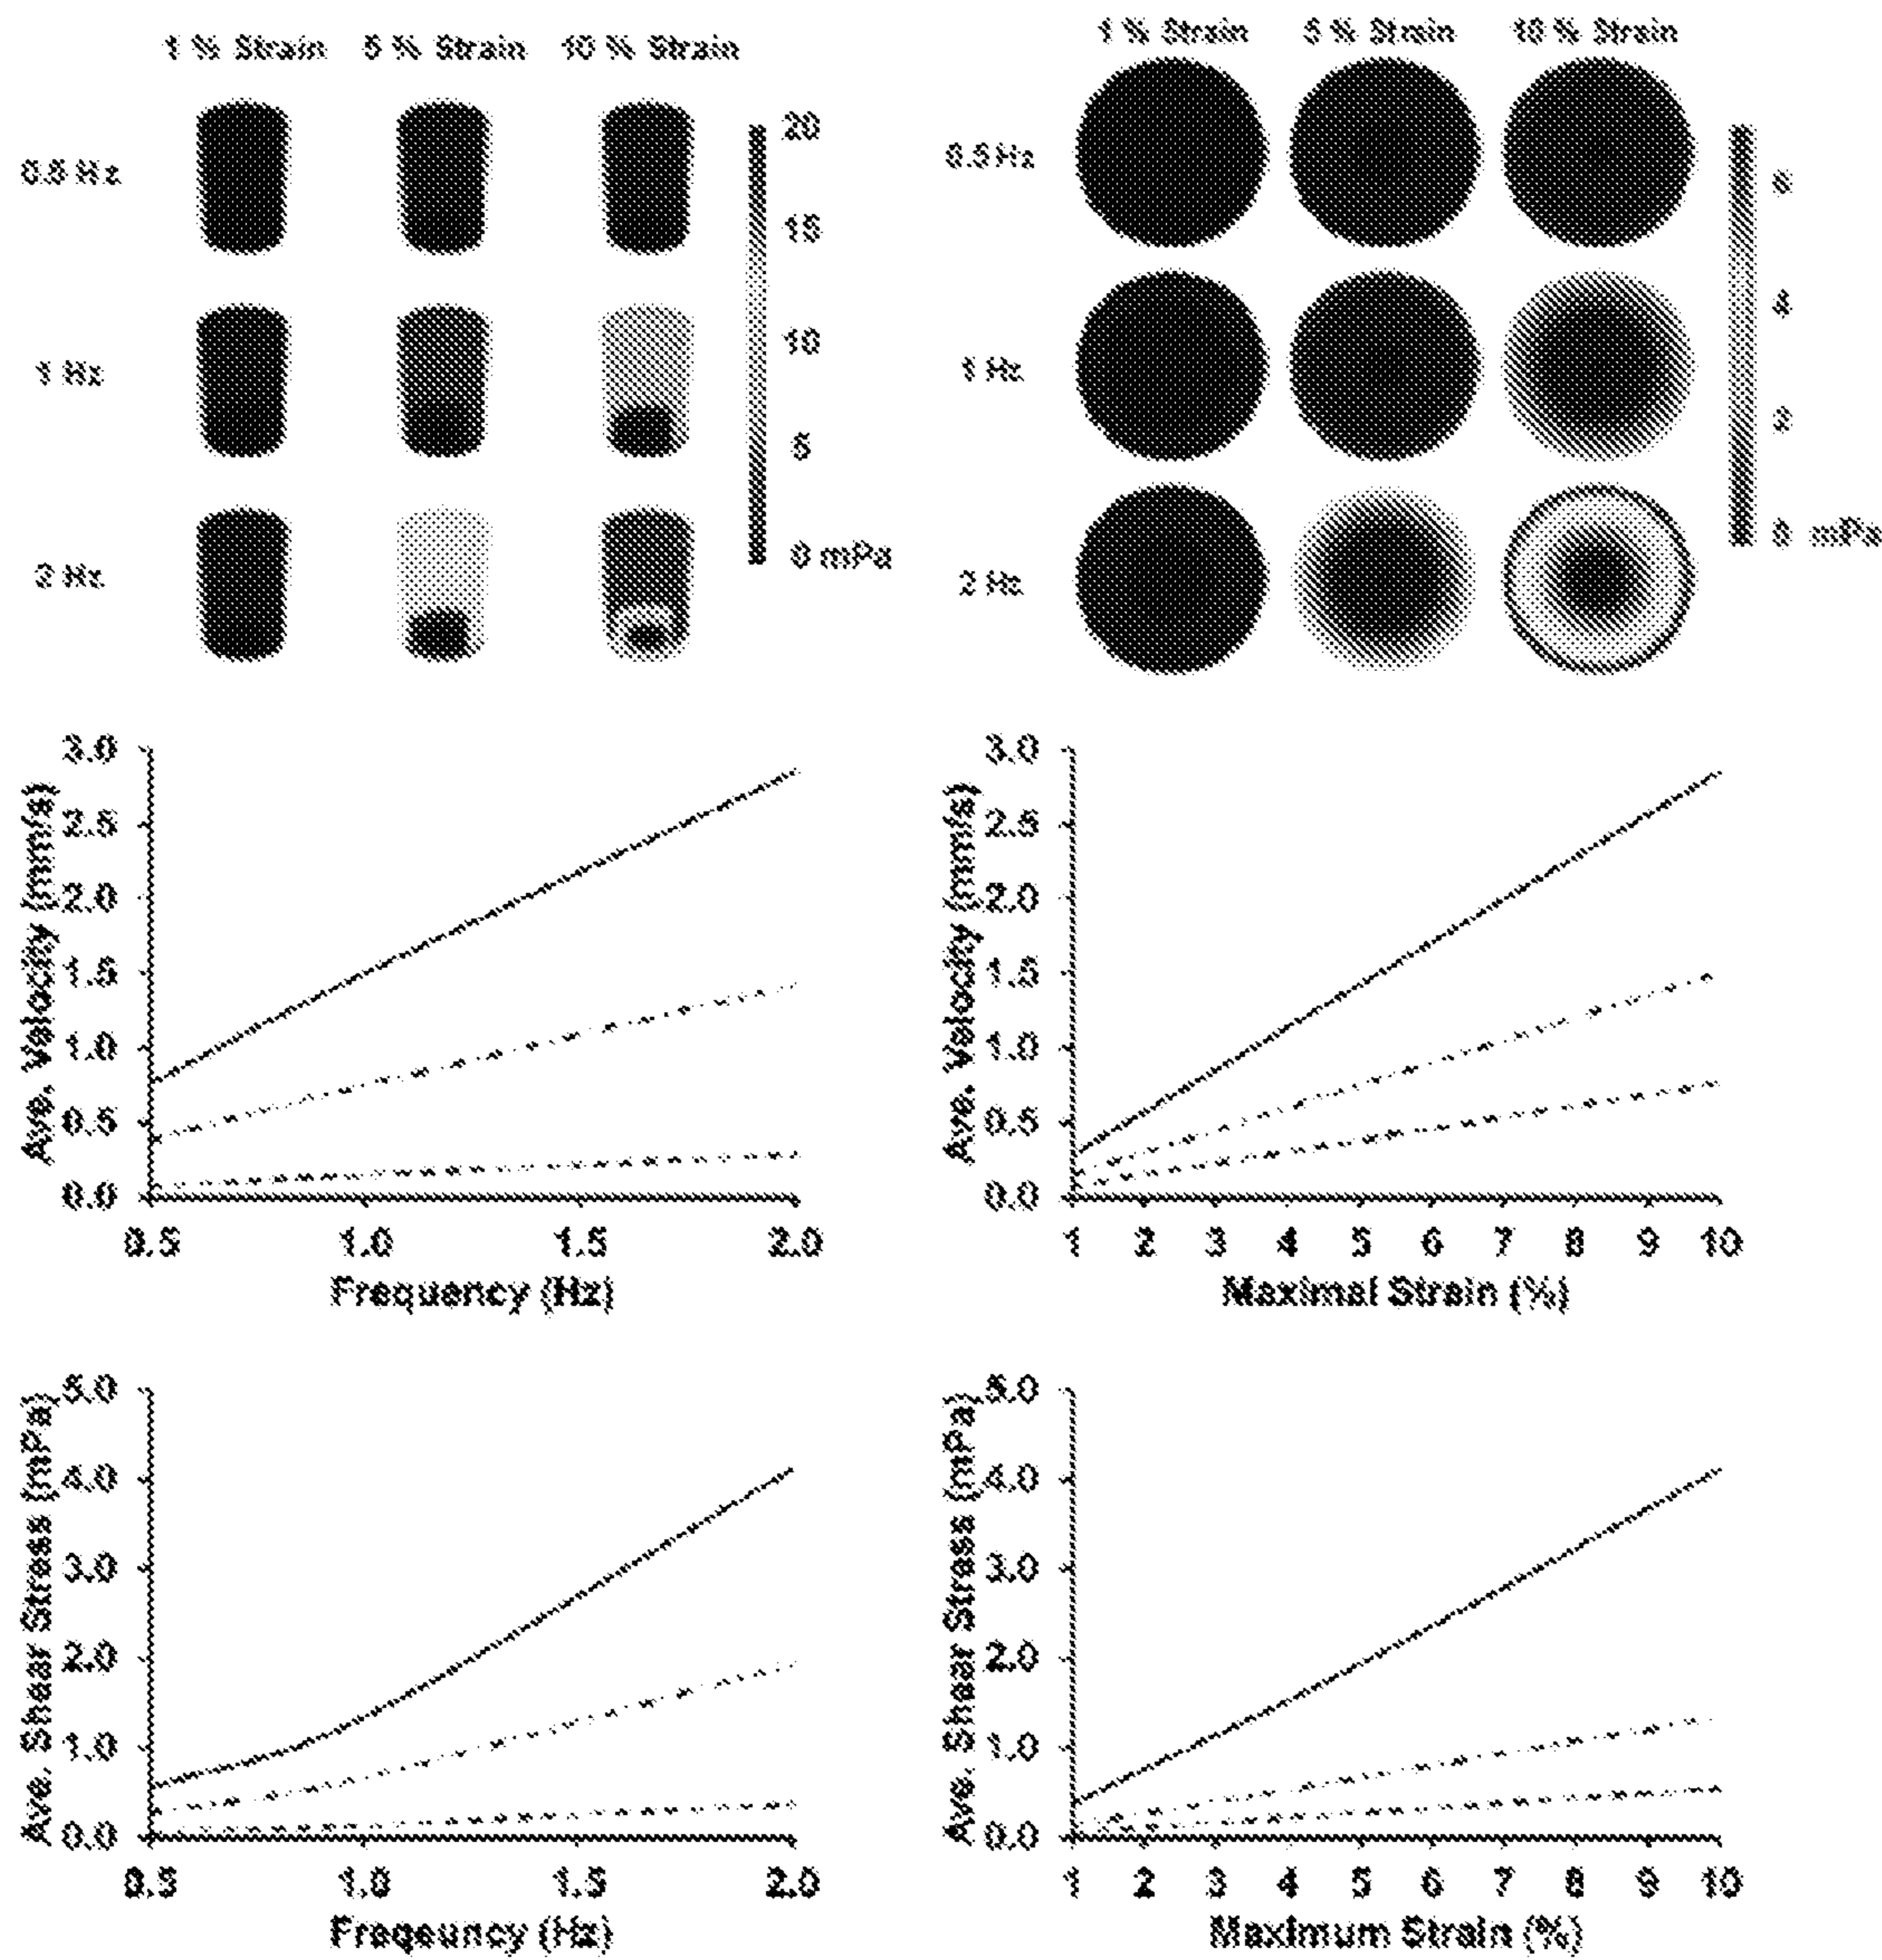 1 % Strain 5 % Strain 10 % Strain
0.5 Hz
1 Hz
2 Hz
20
15
10
5
0 mPa
1 % Strain 5 % Strain 10 % Strain
0.5 Hz
1 Hz
2 Hz
6
4
2
0 mPa
Ave. Velocity (mm/s)
3.0
2.5
2.0
1.5
1.0
0.5
0.0
0.5 1.0 1.5 2.0
Frequency (Hz)
Ave. Velocity (mm/s)
3.0
2.5
2.0
1.5
1.0
0.5
0.0
1 2 3 4 5 6 7 8 9 10
Maximal Strain (%)
Ave. Shear Stress (mPa)
5.0
4.0
3.0
2.0
1.0
0.0
0.5 1.0 1.5 2.0
Freqeuncy (Hz)
Ave. Shear Stress (mPa)
5.0
4.0
3.0
2.0
1.0
0.0
1 2 3 4 5 6 7 8 9 10
Maximum Strain (%)